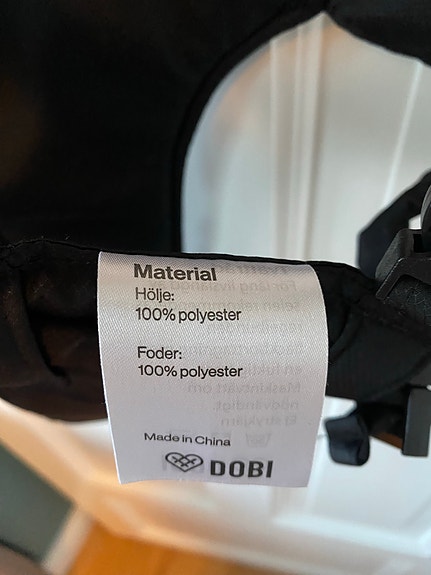 Material
Hölje:
100% polyester
Foder:
100% polyester
Made in China
DOBI